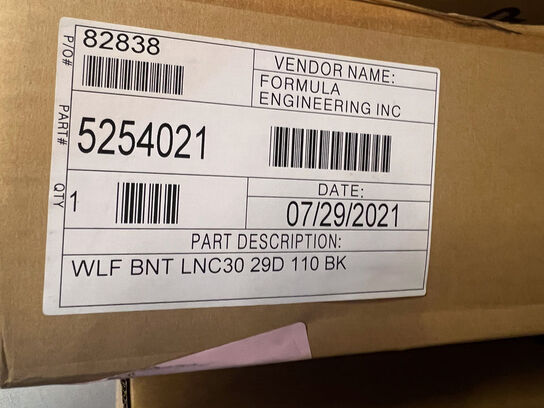 P/O#
82838
VENDOR NAME:
FORMULA
ENGINEERING INC
PART#
5254021
QTY
1
DATE:
07/29/2021
PART DESCRIPTION:
WLF BNT LNC30 29D 110 BK